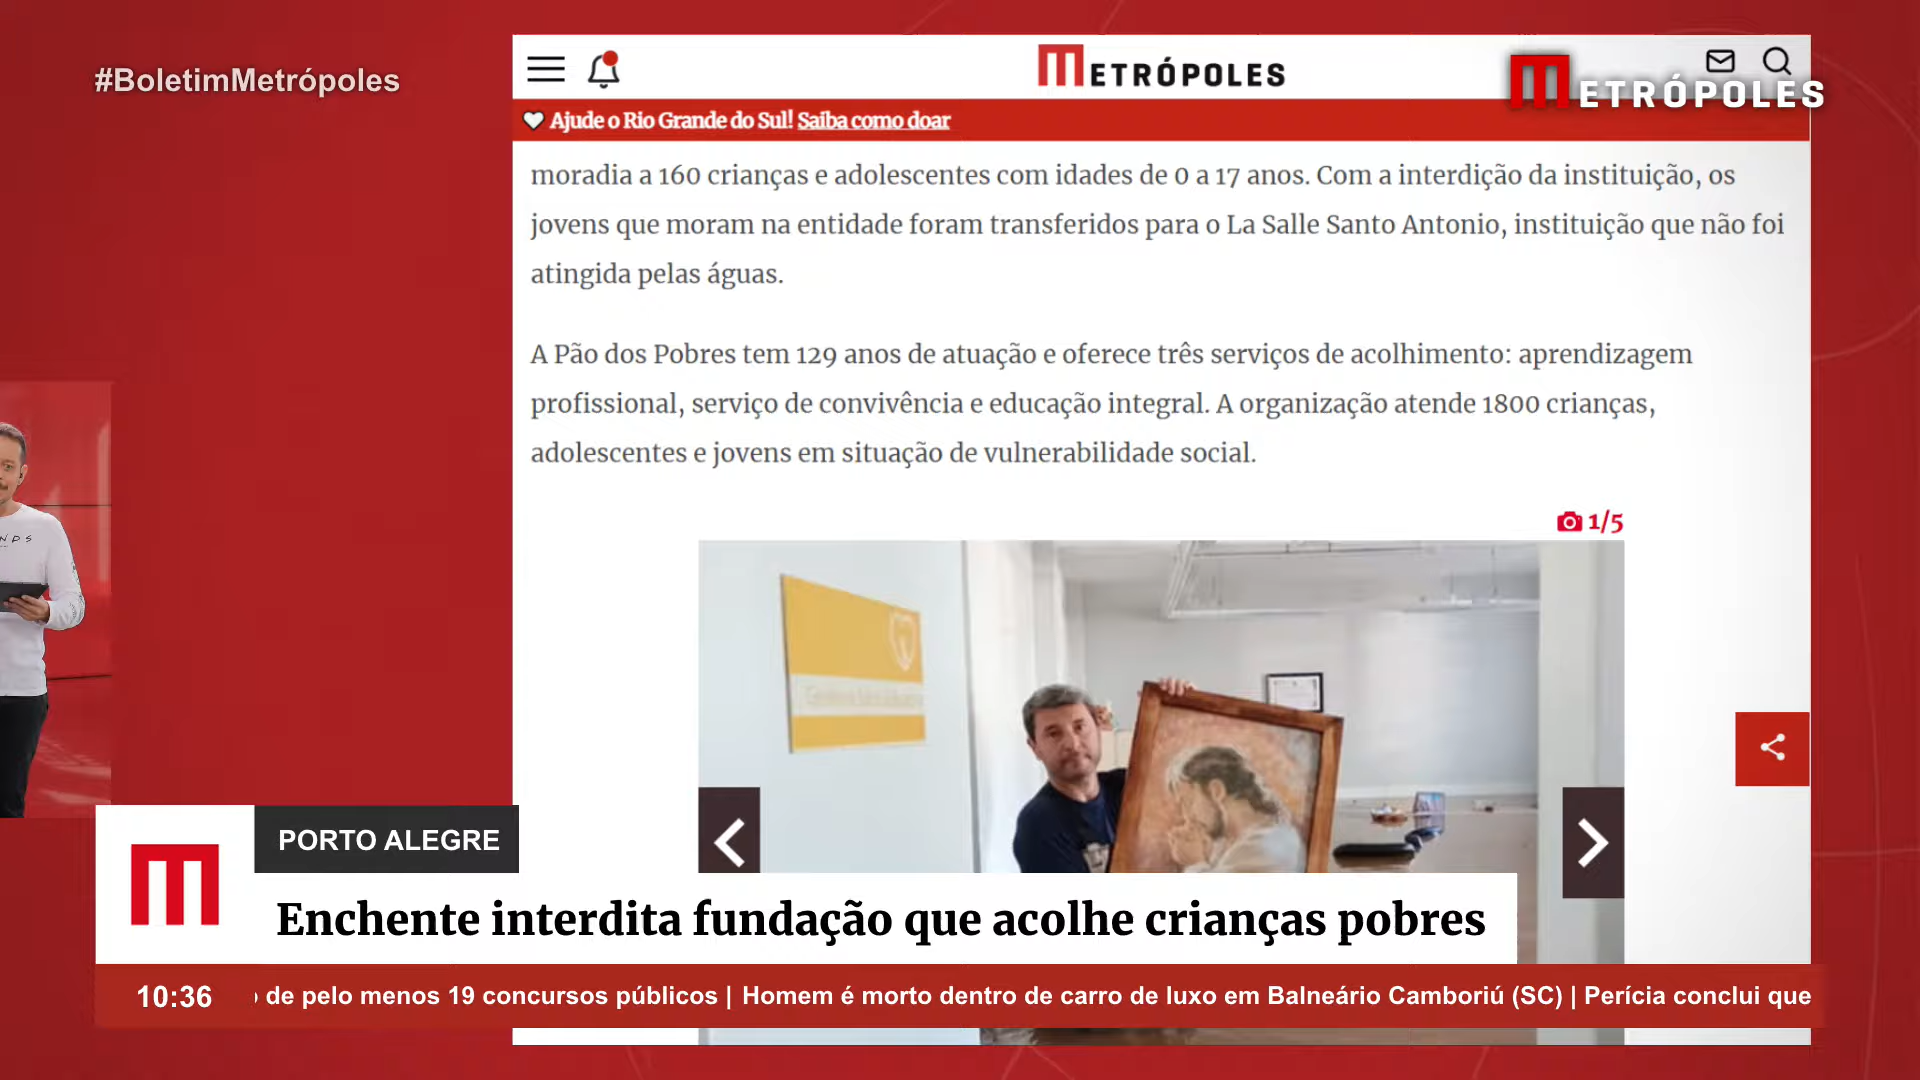 #BoletimMetrópoles
METRÓPOLES
METRÓPOLES
Ajude o Rio Grande do Sul! Saiba como doar
moradia a 160 crianças e adolescentes com idades de 0 a 17 anos. Com a interdição da instituição, os
jovens que moram na entidade foram transferidos para o La Salle Santo Antonio, instituição que não foi
atingida pelas águas.
A Pão dos Pobres tem 129 anos de atuação e oferece três serviços de acolhimento: aprendizagem
profissional, serviço de convivência e educação integral. A organização atende 1800 crianças,
adolescentes e jovens em situação de vulnerabilidade social.
1/5
PORTO ALEGRE
M
Enchente interdita fundação que acolhe crianças pobres
10:36
de pelo menos 19 concursos públicos | Homem é morto dentro de carro de luxo em Balneário Camboriú (SC) | Perícia conclui que